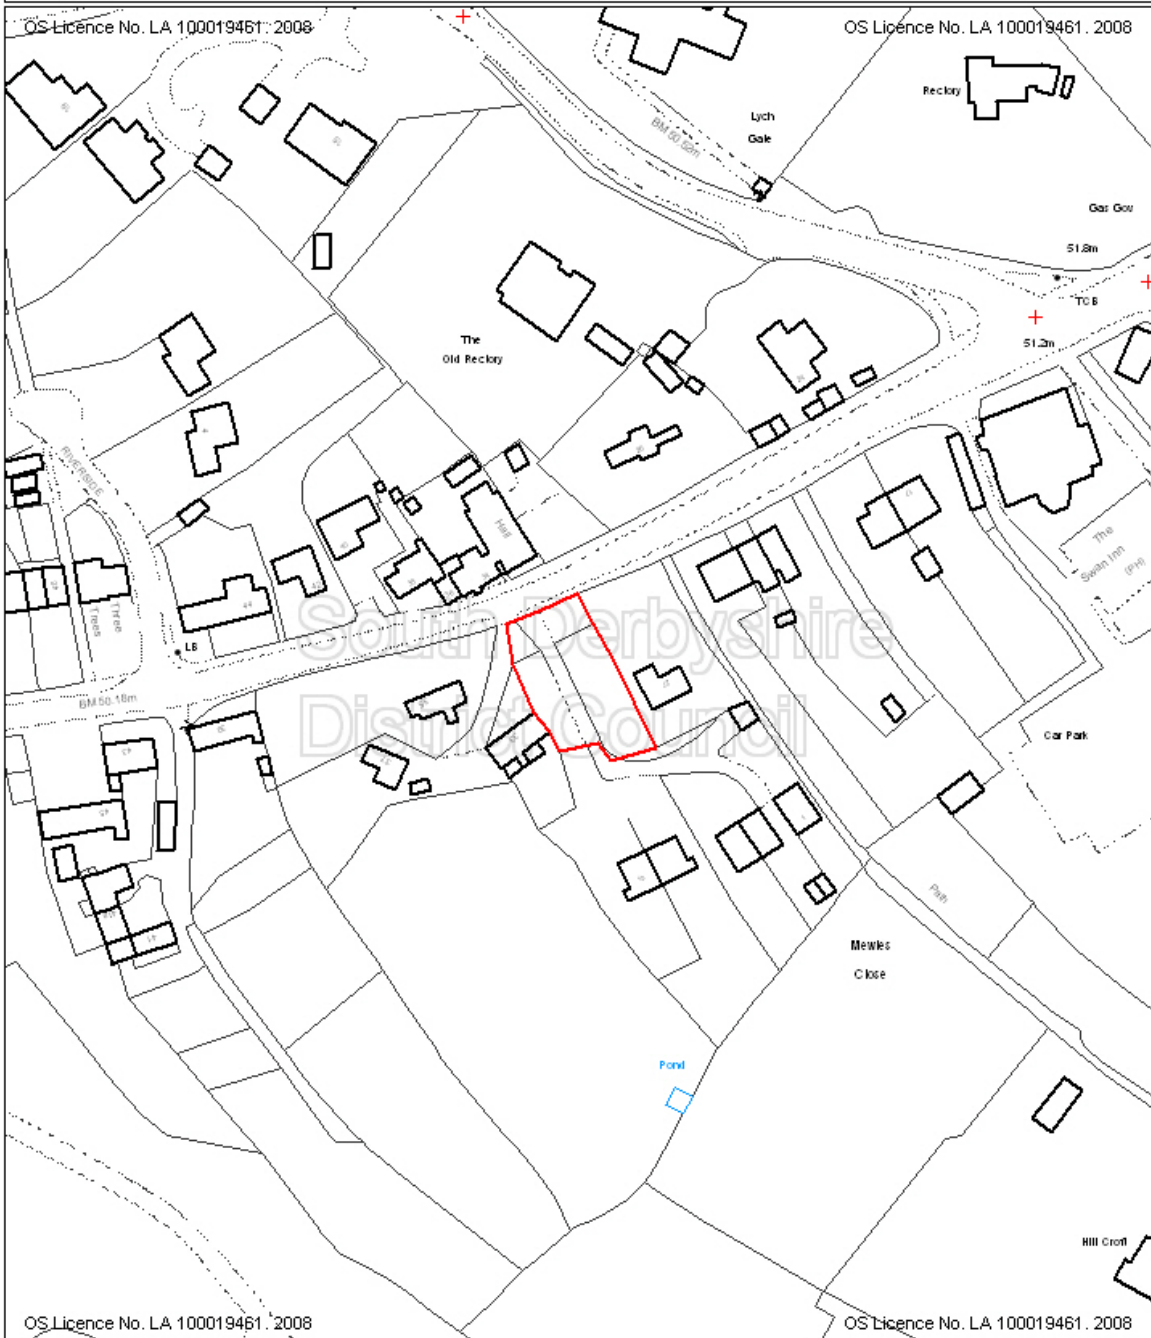 OS Licence No. LA 100019461. 2008
OS Licence No. LA 100019461. 2008
Rectory
Lych
Gate
BM 50.52m
Gas Gov
51.8m
TCB
51.2m
The
Old Rectory
RIVERSIDE
Hall
The
Swan Inn
(PH)
Three
Trees
LB
South Derbyshire
District Council
BM 50.18m
Car Park
Path
Mewies
Close
Pond
Hill Croft
OS Licence No. LA 100019461. 2008
OS Licence No. LA 100019461. 2008